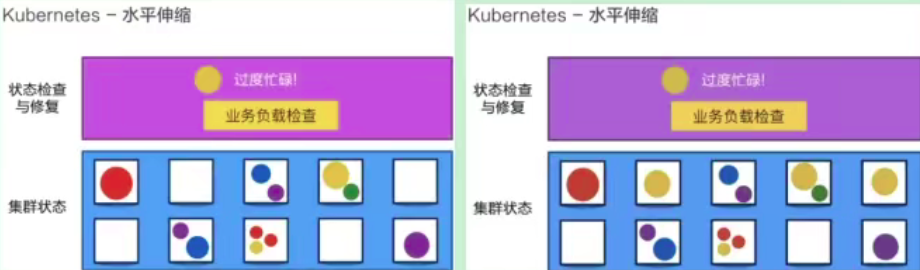 Kubernetes – 水平伸缩
状态检查
与修复
过度忙碌!
业务负载检查
集群状态
Kubernetes – 水平伸缩
状态检查
与修复
过度忙碌!
业务负载检查
集群状态